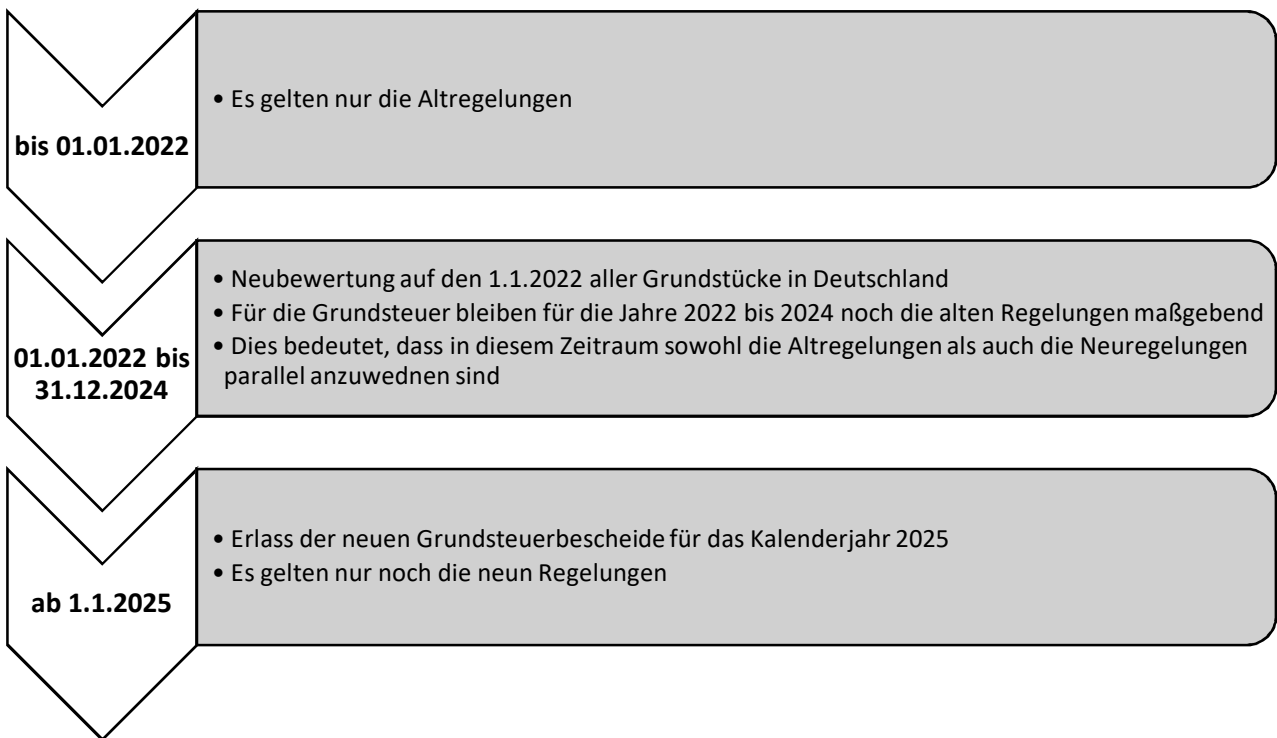 bis 01.01.2022
• Es gelten nur die Altregelungen
01.01.2022 bis
31.12.2024
• Neubewertung auf den 1.1.2022 aller Grundstücke in Deutschland
• Für die Grundsteuer bleiben für die Jahre 2022 bis 2024 noch die alten Regelungen maßgebend
• Dies bedeutet, dass in diesem Zeitraum sowohl die Altregelungen als auch die Neuregelungen
parallel anzuwednen sind
ab 1.1.2025
• Erlass der neuen Grundsteuerbescheide für das Kalenderjahr 2025
• Es gelten nur noch die neun Regelungen